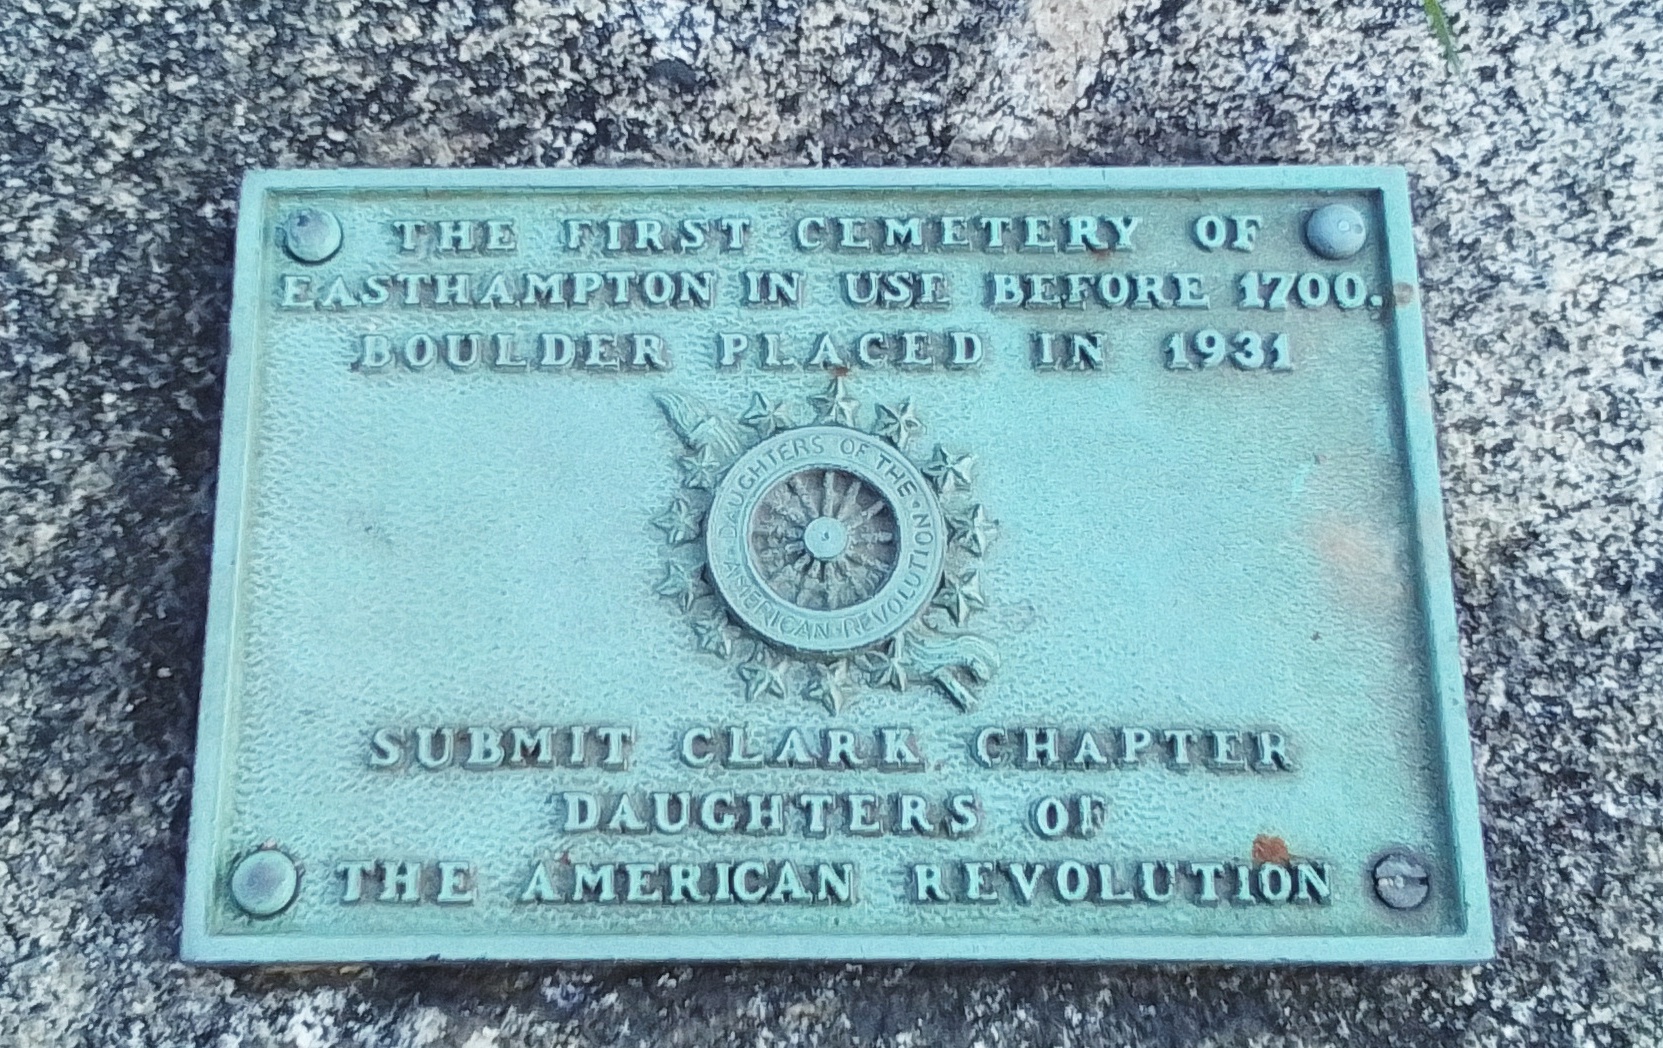 THE FIRST CEMETERY OF
EASTHAMPTON IN USE BEFORE 1700.
BOULDER PLACED IN 1931
DAUGHTERS OF THE
AMERICAN REVOLUTION
SUBMIT CLARK CHAPTER
DAUGHTERS OF
THE AMERICAN REVOLUTION